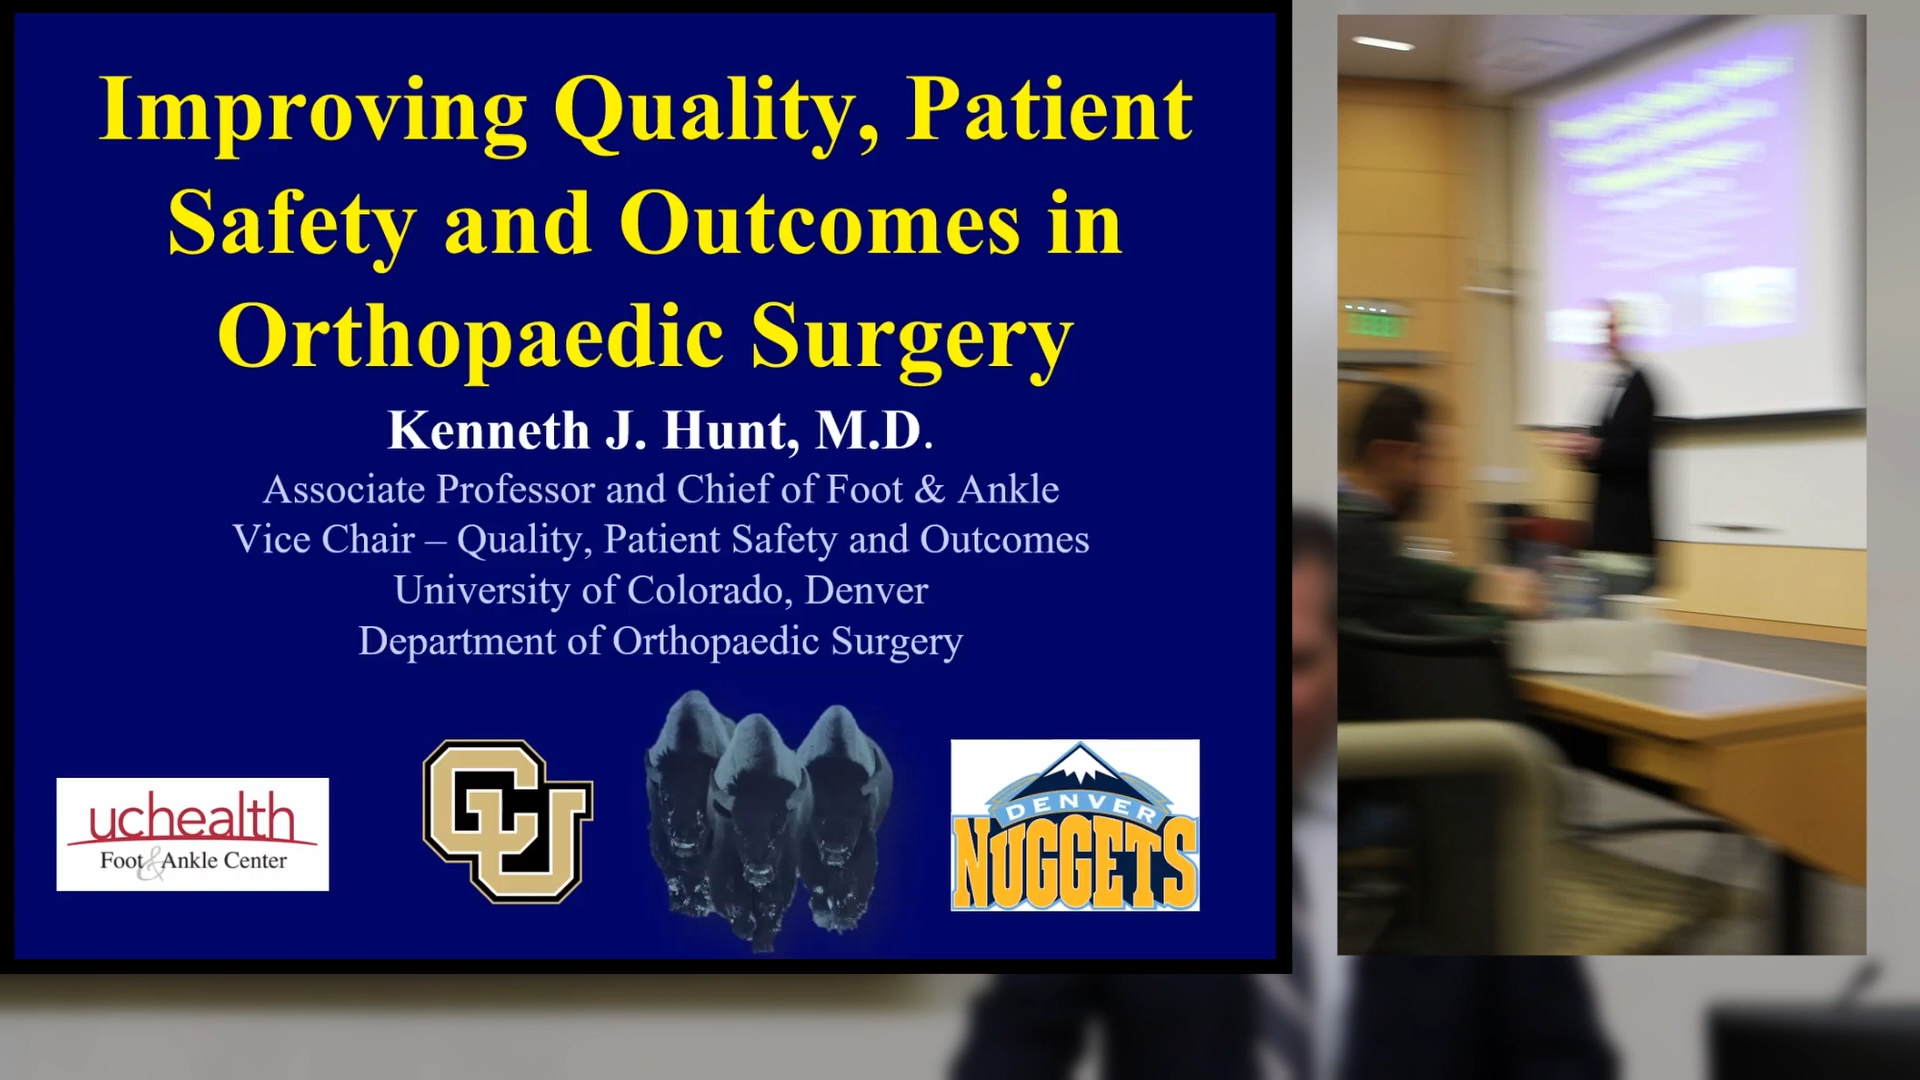 Improving Quality, Patient
Safety and Outcomes in
Orthopaedic Surgery
Kenneth J. Hunt, M.D.
Associate Professor and Chief of Foot & Ankle
Vice Chair – Quality, Patient Safety and Outcomes
University of Colorado, Denver
Department of Orthopaedic Surgery
uchealth
Foot & Ankle Center
CU
DENVER
NUGGETS